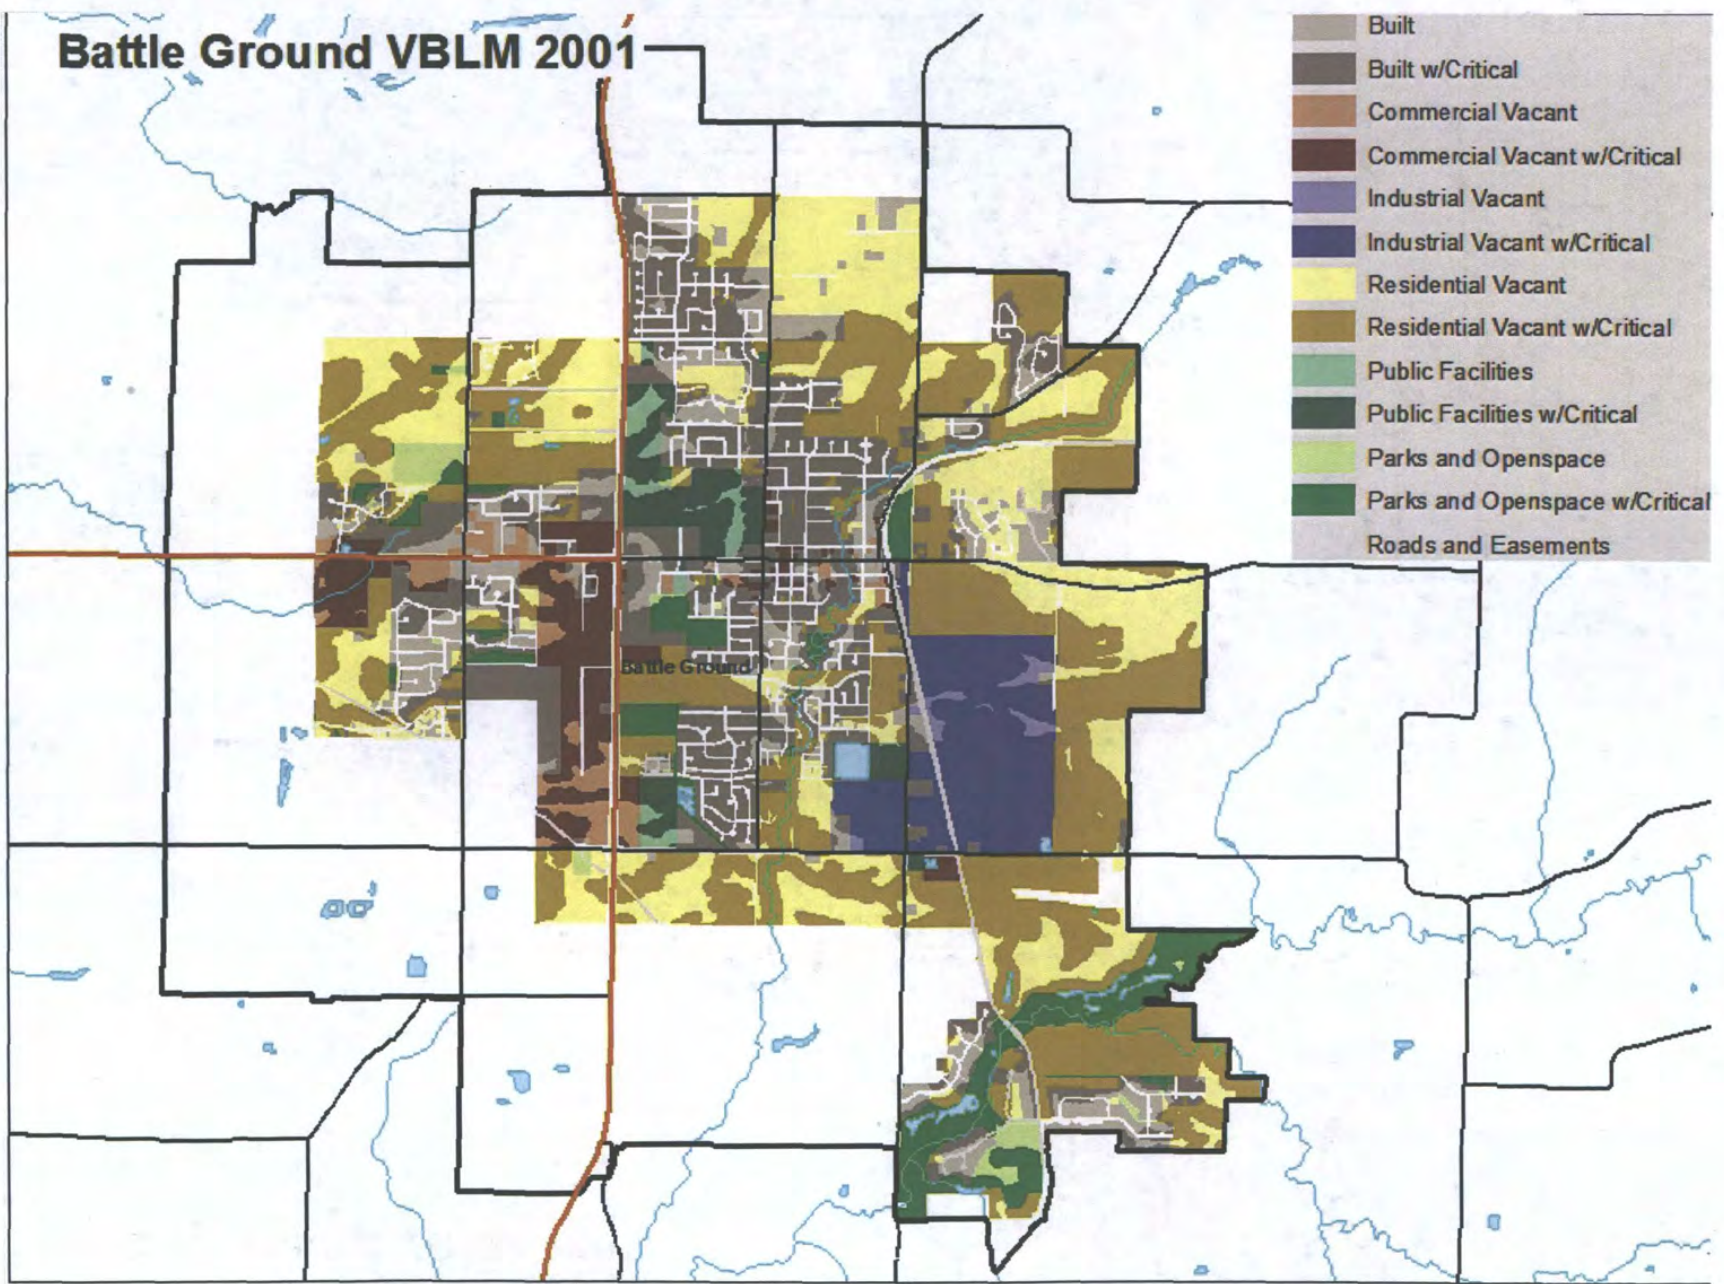 Battle Ground VBLM 2001
Built
Built w/Critical
Commercial Vacant
Commercial Vacant w/Critical
Industrial Vacant
Industrial Vacant w/Critical
Residential Vacant
Residential Vacant w/Critical
Public Facilities
Public Facilities w/Critical
Parks and Openspace
Parks and Openspace w/Critical
Roads and Easements
Battle Ground